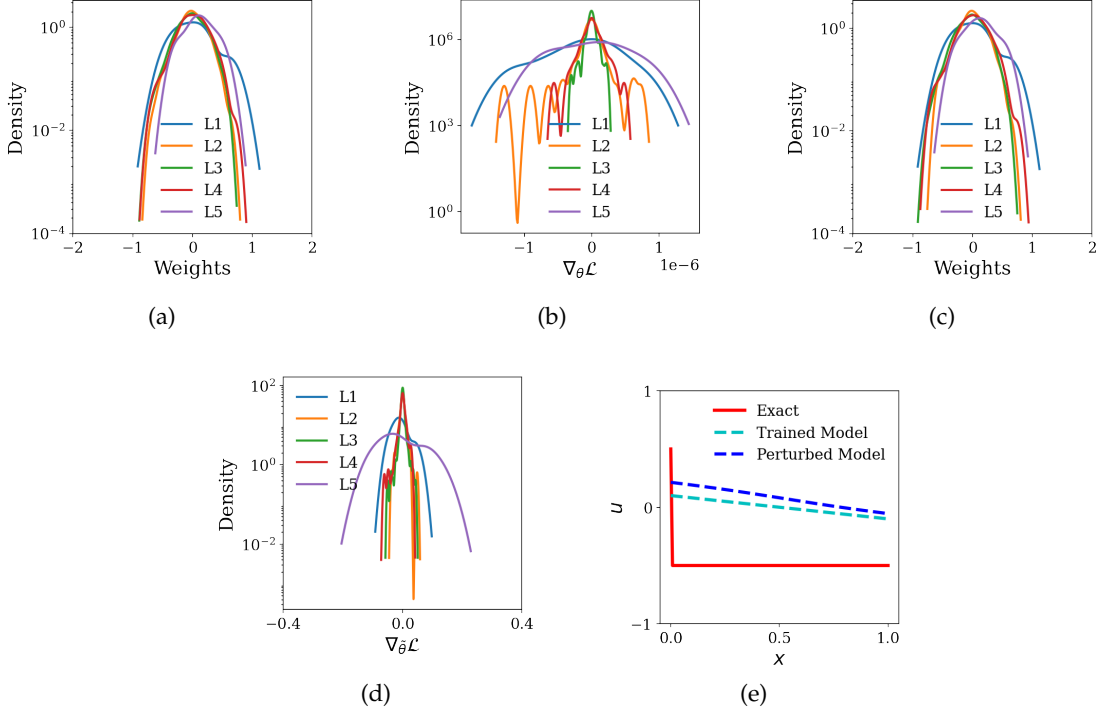 10^0
10^{-2}
10^{-4}
Density
L1
L2
L3
L4
L5
−2
−1
0
1
2
Weights
(a)
10^6
10^3
10^0
Density
L1
L2
L3
L4
L5
−1
0
1
1e−6
∇_θ ℒ
(b)
10^0
10^{-2}
10^{-4}
Density
L1
L2
L3
L4
L5
−2
−1
0
1
2
Weights
(c)
10^2
10^0
10^{-2}
Density
L1
L2
L3
L4
L5
−0.4
0.0
0.4
∇_θ̃ ℒ
(d)
1
0
−1
u
Exact
Trained Model
Perturbed Model
0.0
0.5
1.0
x
(e)